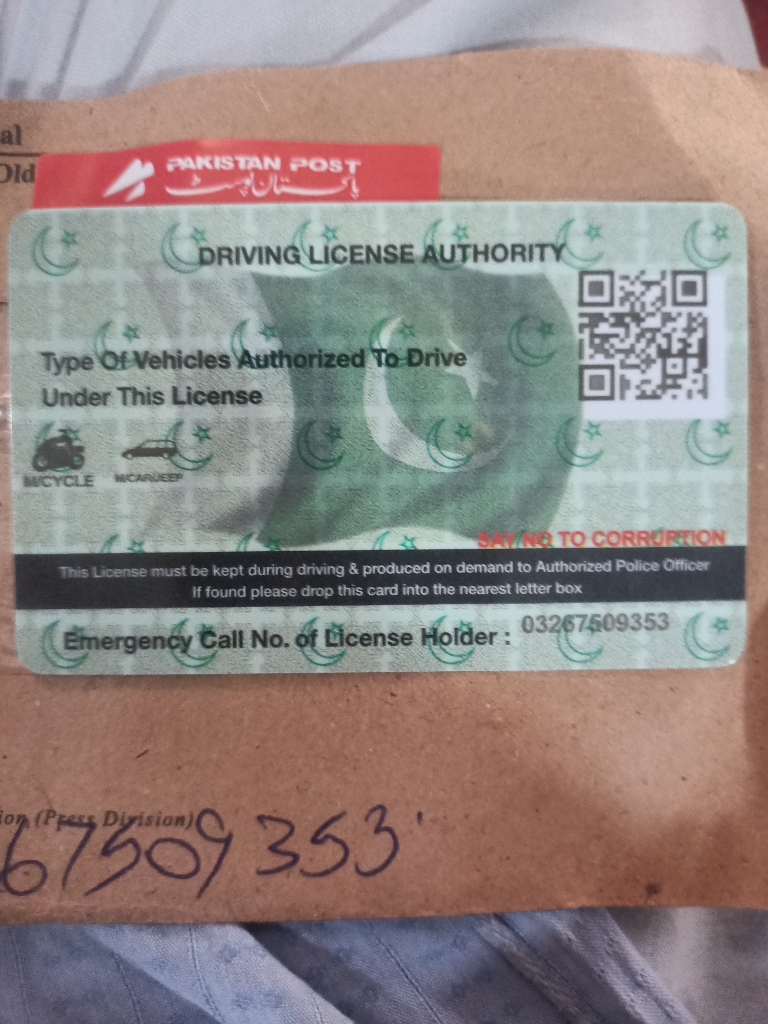 al
Old
PAKISTAN POST
پاکستان پوسٹ
DRIVING LICENSE AUTHORITY
Type Of Vehicles Authorized To Drive
Under This License
M/CYCLE M/CAR/JEEP
SAY NO TO CORRUPTION
This License must be kept during driving & produced on demand to Authorized Police Officer
If found please drop this card into the nearest letter box
Emergency Call No. of License Holder : 03267509353
ion (Press Division)
67509353